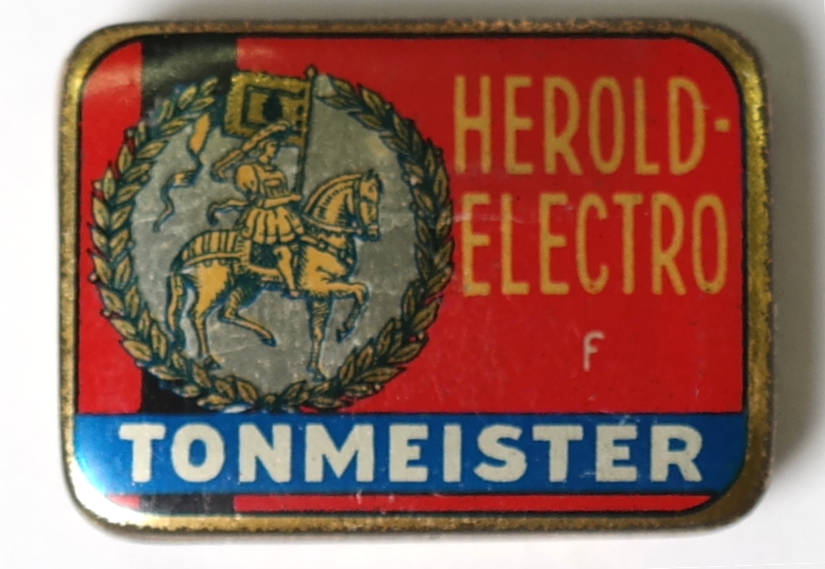 HEROLD-
ELECTRO
F
TONMEISTER